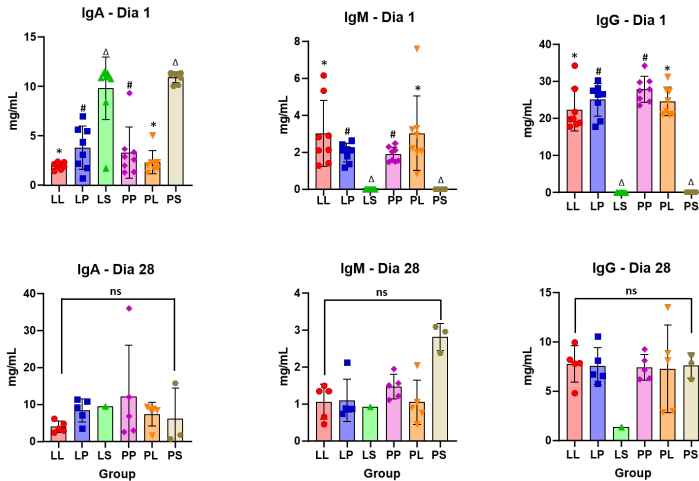 IgA - Dia 1
mg/mL
15
10
5
0
*
#
Δ
#
*
Δ
LL LP LS PP PL PS
IgM - Dia 1
mg/mL
8
6
4
2
0
*
#
Δ
#
*
Δ
LL LP LS PP PL PS
IgG - Dia 1
mg/mL
40
30
20
10
0
*
#
Δ
#
*
Δ
LL LP LS PP PL PS
IgA - Dia 28
mg/mL
40
30
20
10
0
ns
LL LP LS PP PL PS
Group
IgM - Dia 28
mg/mL
4
3
2
1
0
ns
LL LP LS PP PL PS
Group
IgG - Dia 28
mg/mL
15
10
5
0
ns
LL LP LS PP PL PS
Group